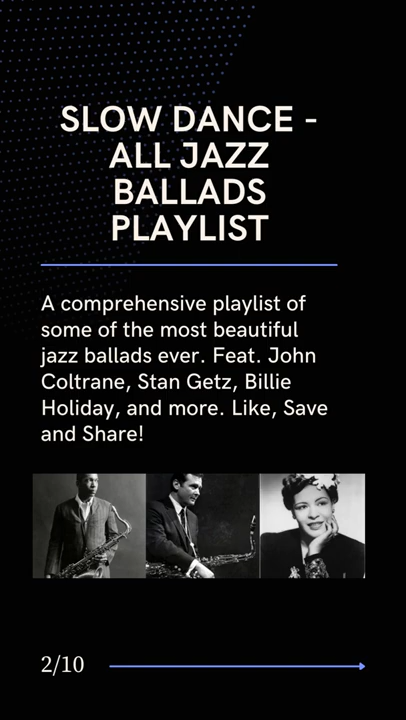 SLOW DANCE -
ALL JAZZ
BALLADS
PLAYLIST
A comprehensive playlist of
some of the most beautiful
jazz ballads ever. Feat. John
Coltrane, Stan Getz, Billie
Holiday, and more. Like, Save
and Share!
2/10